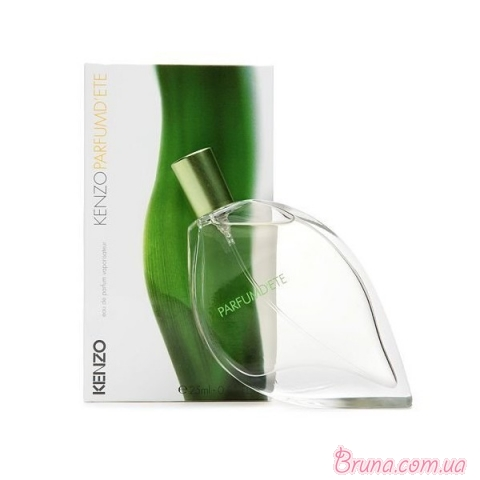 KENZO PARFUMD'ETE
eau de parfum vaporisateur
KENZO
PARFUMD'ETE
Bruna.com.ua